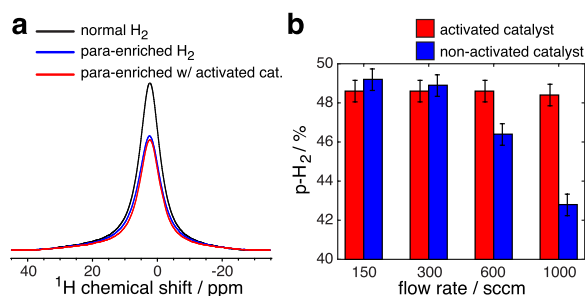 a
normal H₂
para-enriched H₂
para-enriched w/ activated cat.
40 20 0 -20
¹H chemical shift / ppm
b
activated catalyst
non-activated catalyst
50
48
46
44
42
40
p-H₂ / %
150 300 600 1000
flow rate / sccm